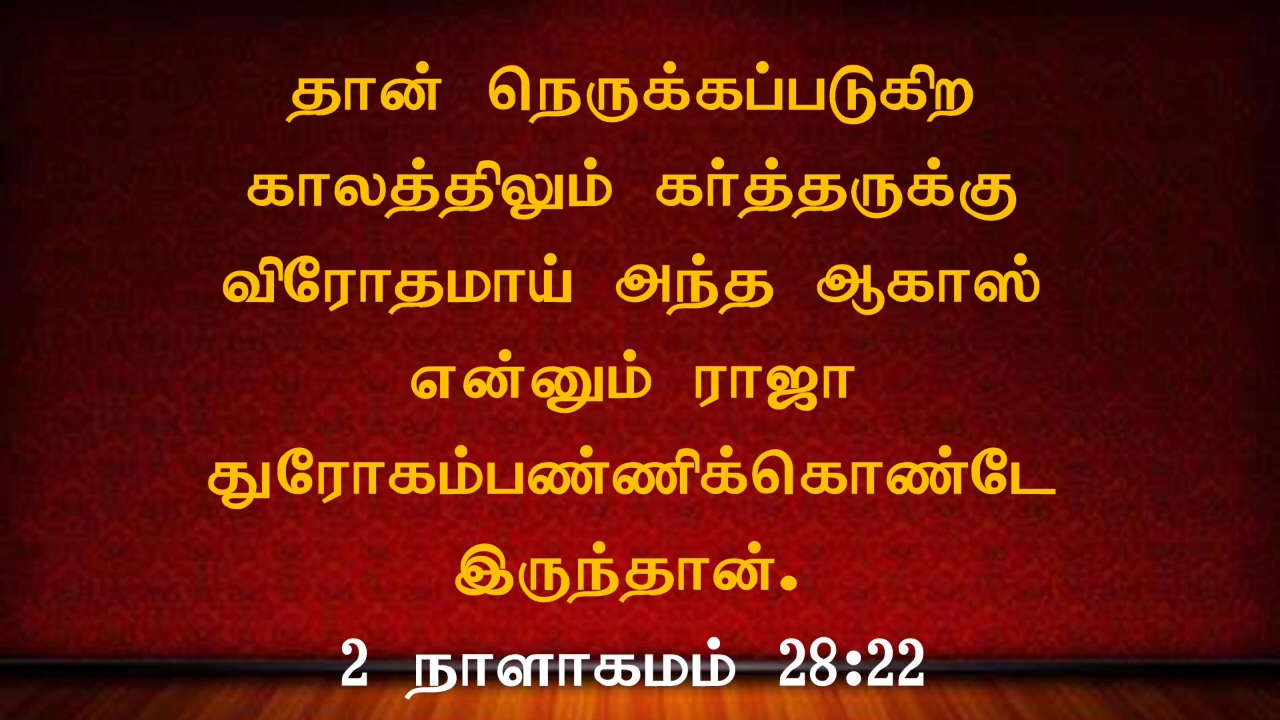 தான் நெருக்கப்படுகிற
காலத்திலும் கர்த்தருக்கு
விரோதமாய் அந்த ஆகாஸ்
என்னும் ராஜா
துரோகம்பண்ணிக்கொண்டே
இருந்தான்.
2 நாளாகமம் 28:22